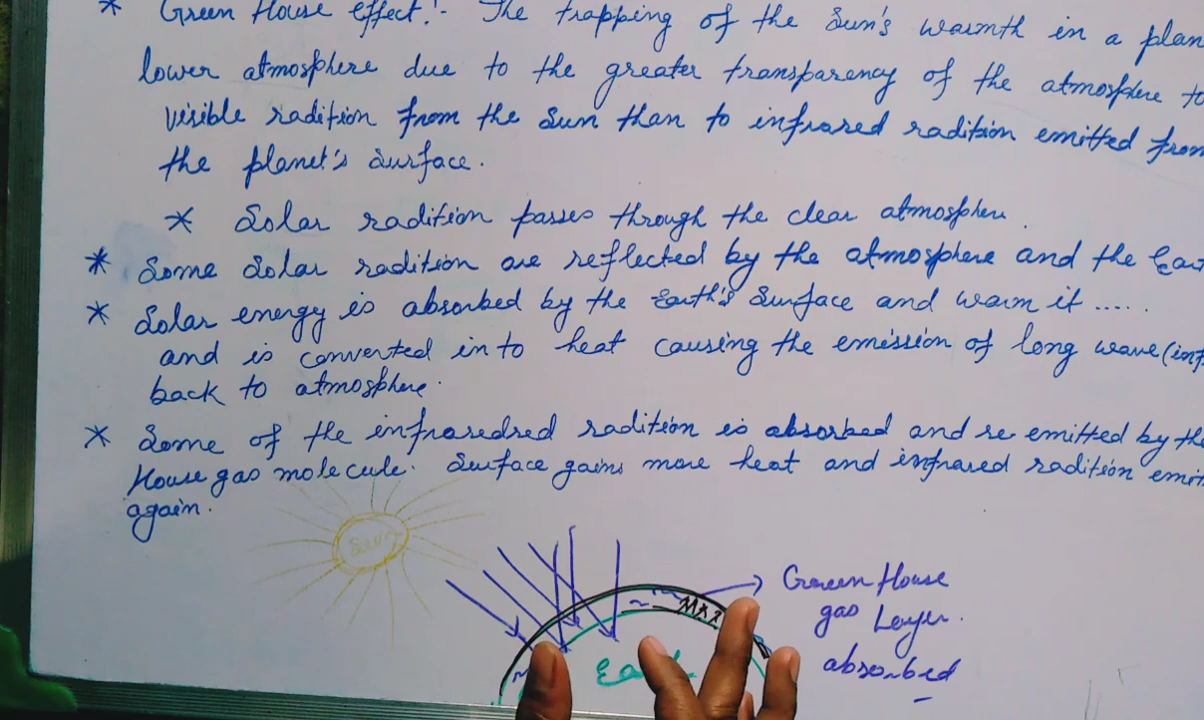 * Green House effect:- The trapping of the Sun's warmth in a plan
lower atmosphere due to the greater transparency of the atmosphere to
visible radition from the Sun than to infrared radition emitted from
the planet's surface.
* Solar radition passes through the clear atmosphere.
* Some Solar radition are reflected by the atmosphere and the Eart
* Solar energy is absorbed by the Earth's Surface and warm it .....
and is converted in to heat causing the emission of long wave (inf
back to atmosphere.
* Some of the infraredred radition is absorbed and re emitted by the
House gas molecule. Surface gains more heat and infrared radition emit
again.
Sun
Green House
gas Layer.
absorbed
Ea